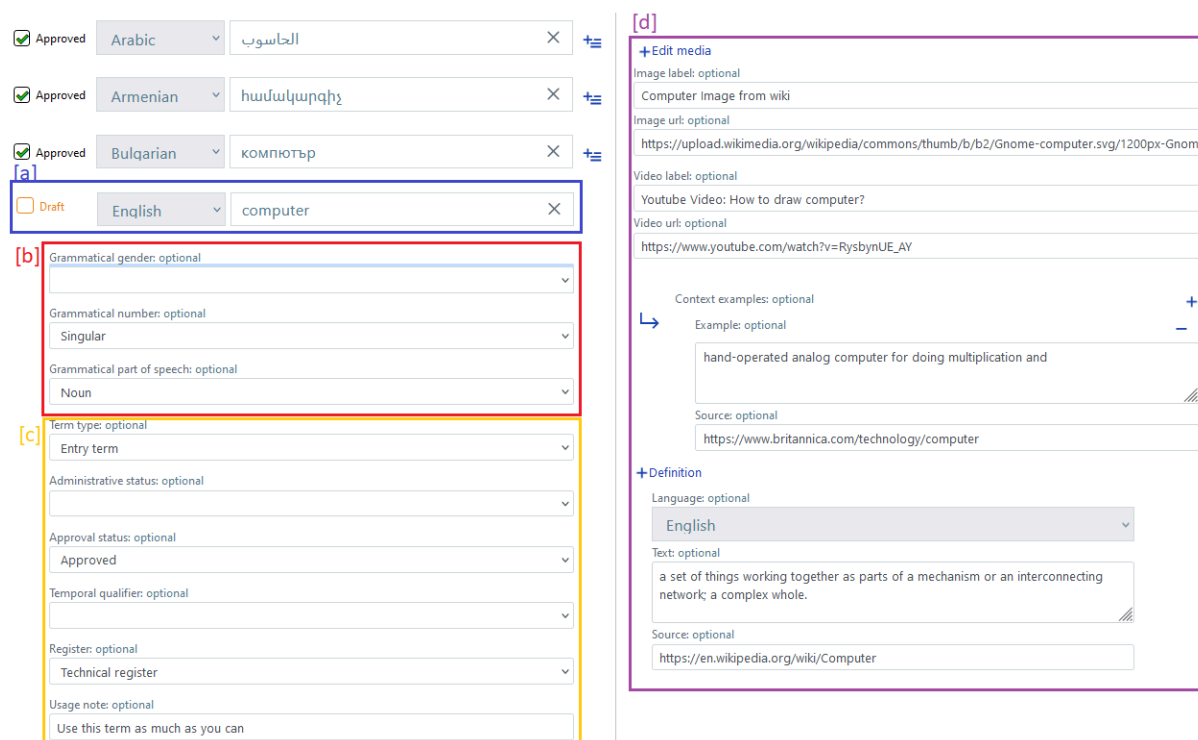 Approved Arabic الحاسوب
Approved Armenian համակարգիչ
Approved Bulgarian компютър
[a]
Draft English computer
[b]
Grammatical gender: optional
Grammatical number: optional
Singular
Grammatical part of speech: optional
Noun
[c]
Term type: optional
Entry term
Administrative status: optional
Approval status: optional
Approved
Temporal qualifier: optional
Register: optional
Technical register
Usage note: optional
Use this term as much as you can
[d]
+Edit media
Image label: optional
Computer Image from wiki
Image url: optional
https://upload.wikimedia.org/wikipedia/commons/thumb/b/b2/Gnome-computer.svg/1200px-Gnom
Video label: optional
Youtube Video: How to draw computer?
Video url: optional
https://www.youtube.com/watch?v=RysbynUE_AY
Context examples: optional
Example: optional
hand-operated analog computer for doing multiplication and
Source: optional
https://www.britannica.com/technology/computer
+Definition
Language: optional
English
Text: optional
a set of things working together as parts of a mechanism or an interconnecting
network; a complex whole.
Source: optional
https://en.wikipedia.org/wiki/Computer